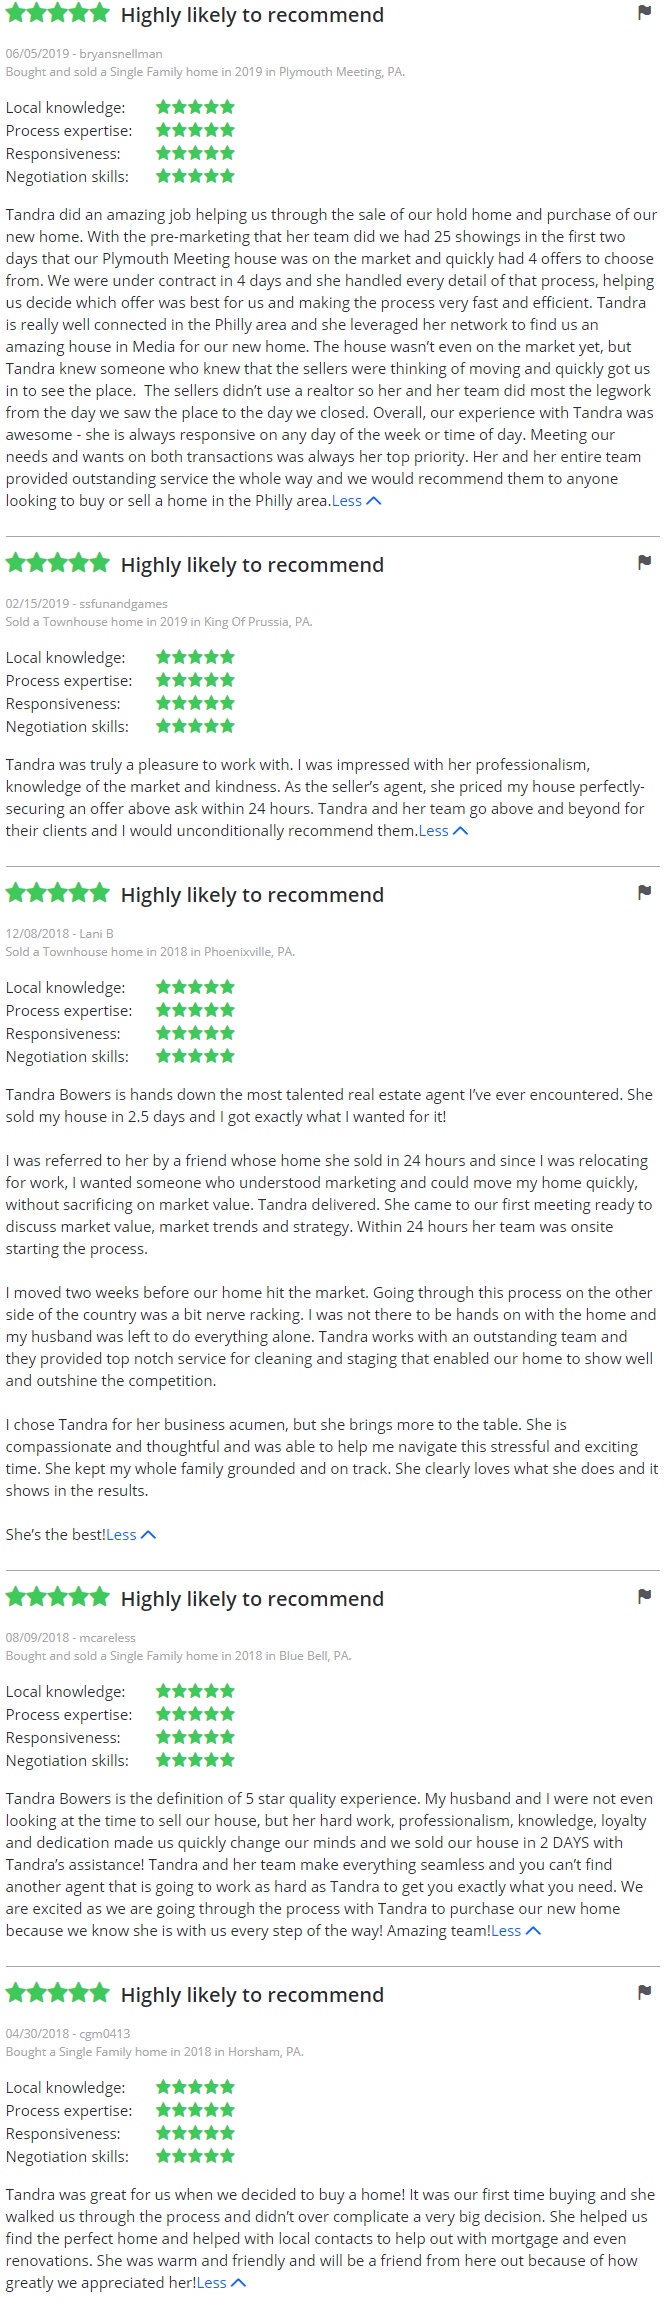 Highly likely to recommend
06/05/2019 - bryansnellman
Bought and sold a Single Family home in 2019 in Plymouth Meeting, PA.
Local knowledge:
Process expertise:
Responsiveness:
Negotiation skills:
Tandra did an amazing job helping us through the sale of our hold home and purchase of our
new home. With the pre-marketing that her team did we had 25 showings in the first two
days that our Plymouth Meeting house was on the market and quickly had 4 offers to choose
from. We were under contract in 4 days and she handled every detail of that process, helping
us decide which offer was best for us and making the process very fast and efficient. Tandra
is really well connected in the Philly area and she leveraged her network to find us an
amazing house in Media for our new home. The house wasn’t even on the market yet, but
Tandra knew someone who knew that the sellers were thinking of moving and quickly got us
in to see the place.  The sellers didn’t use a realtor so her and her team did most the legwork
from the day we saw the place to the day we closed. Overall, our experience with Tandra was
awesome - she is always responsive on any day of the week or time of day. Meeting our
needs and wants on both transactions was always her top priority. Her and her entire team
provided outstanding service the whole way and we would recommend them to anyone
looking to buy or sell a home in the Philly area.Less
Highly likely to recommend
02/15/2019 - ssfunandgames
Sold a Townhouse home in 2019 in King Of Prussia, PA.
Local knowledge:
Process expertise:
Responsiveness:
Negotiation skills:
Tandra was truly a pleasure to work with. I was impressed with her professionalism,
knowledge of the market and kindness. As the seller’s agent, she priced my house perfectly-
securing an offer above ask within 24 hours. Tandra and her team go above and beyond for
their clients and I would unconditionally recommend them.Less
Highly likely to recommend
12/08/2018 - Lani B
Sold a Townhouse home in 2018 in Phoenixville, PA.
Local knowledge:
Process expertise:
Responsiveness:
Negotiation skills:
Tandra Bowers is hands down the most talented real estate agent I’ve ever encountered. She
sold my house in 2.5 days and I got exactly what I wanted for it!
I was referred to her by a friend whose home she sold in 24 hours and since I was relocating
for work, I wanted someone who understood marketing and could move my home quickly,
without sacrificing on market value. Tandra delivered. She came to our first meeting ready to
discuss market value, market trends and strategy. Within 24 hours her team was onsite
starting the process.
I moved two weeks before our home hit the market. Going through this process on the other
side of the country was a bit nerve racking. I was not there to be hands on with the home and
my husband was left to do everything alone. Tandra works with an outstanding team and
they provided top notch service for cleaning and staging that enabled our home to show well
and outshine the competition.
I chose Tandra for her business acumen, but she brings more to the table. She is
compassionate and thoughtful and was able to help me navigate this stressful and exciting
time. She kept my whole family grounded and on track. She clearly loves what she does and it
shows in the results.
She’s the best!Less
Highly likely to recommend
08/09/2018 - mcareless
Bought and sold a Single Family home in 2018 in Blue Bell, PA.
Local knowledge:
Process expertise:
Responsiveness:
Negotiation skills:
Tandra Bowers is the definition of 5 star quality experience. My husband and I were not even
looking at the time to sell our house, but her hard work, professionalism, knowledge, loyalty
and dedication made us quickly change our minds and we sold our house in 2 DAYS with
Tandra’s assistance! Tandra and her team make everything seamless and you can’t find
another agent that is going to work as hard as Tandra to get you exactly what you need. We
are excited as we are going through the process with Tandra to purchase our new home
because we know she is with us every step of the way! Amazing team!Less
Highly likely to recommend
04/30/2018 - cgm0413
Bought a Single Family home in 2018 in Horsham, PA.
Local knowledge:
Process expertise:
Responsiveness:
Negotiation skills:
Tandra was great for us when we decided to buy a home! It was our first time buying and she
walked us through the process and didn’t over complicate a very big decision. She helped us
find the perfect home and helped with local contacts to help out with mortgage and even
renovations. She was warm and friendly and will be a friend from here out because of how
greatly we appreciated her!Less